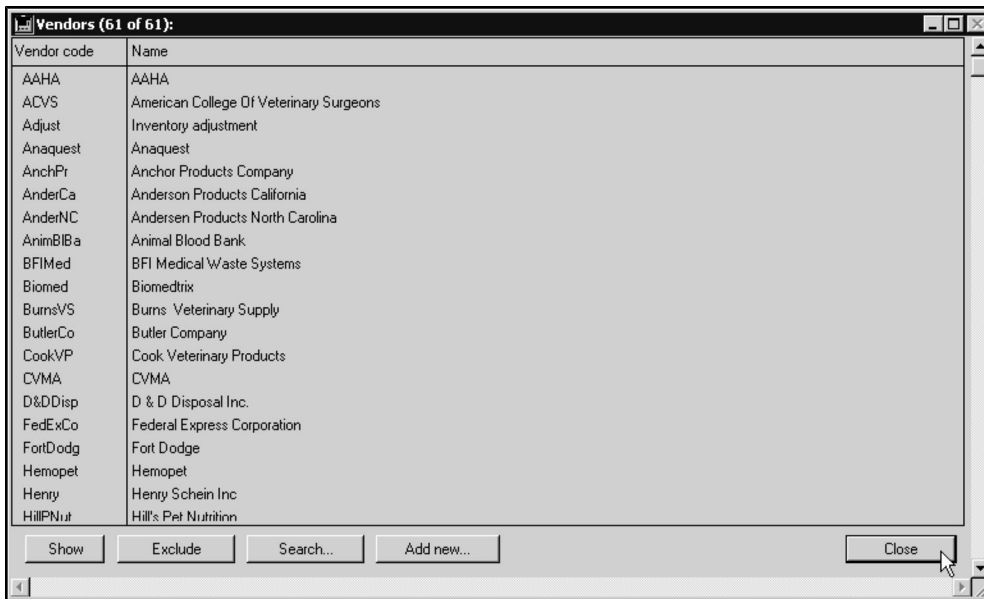 Vendors (61 of 61):
Vendor code Name
AAHA AAHA
ACVS American College Of Veterinary Surgeons
Adjust Inventory adjustment
Anaquest Anaquest
AnchPr Anchor Products Company
AnderCa Anderson Products California
AnderNC Andersen Products North Carolina
AnimBlBa Animal Blood Bank
BFIMed BFI Medical Waste Systems
Biomed Biomedtrix
BurnsVS Burns Veterinary Supply
ButlerCo Butler Company
CookVP Cook Veterinary Products
CVMA CVMA
D&DDisp D & D Disposal Inc.
FedExCo Federal Express Corporation
FortDodg Fort Dodge
Hemopet Hemopet
Henry Henry Schein Inc
HillPNut Hill's Pet Nutrition
Show Exclude Search... Add new... Close